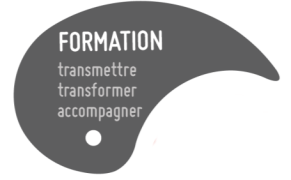 FORMATION
transmettre
transformer
accompagner